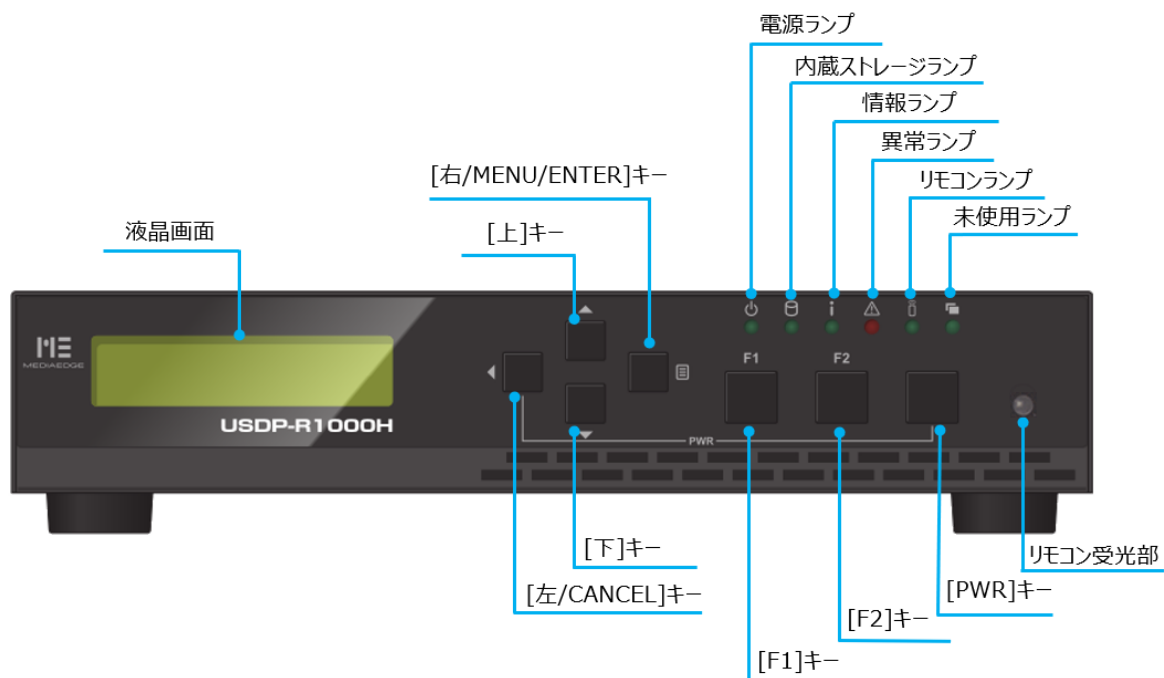 電源ランプ
内蔵ストレージランプ
情報ランプ
異常ランプ
[右/MENU/ENTER]キー
リモコンランプ
液晶画面
[上]キー
未使用ランプ
ME
MEDIAEDGE
F1
F2
USDP-R1000H
PWR
[下]キー
リモコン受光部
[左/CANCEL]キー
[PWR]キー
[F2]キー
[F1]キー